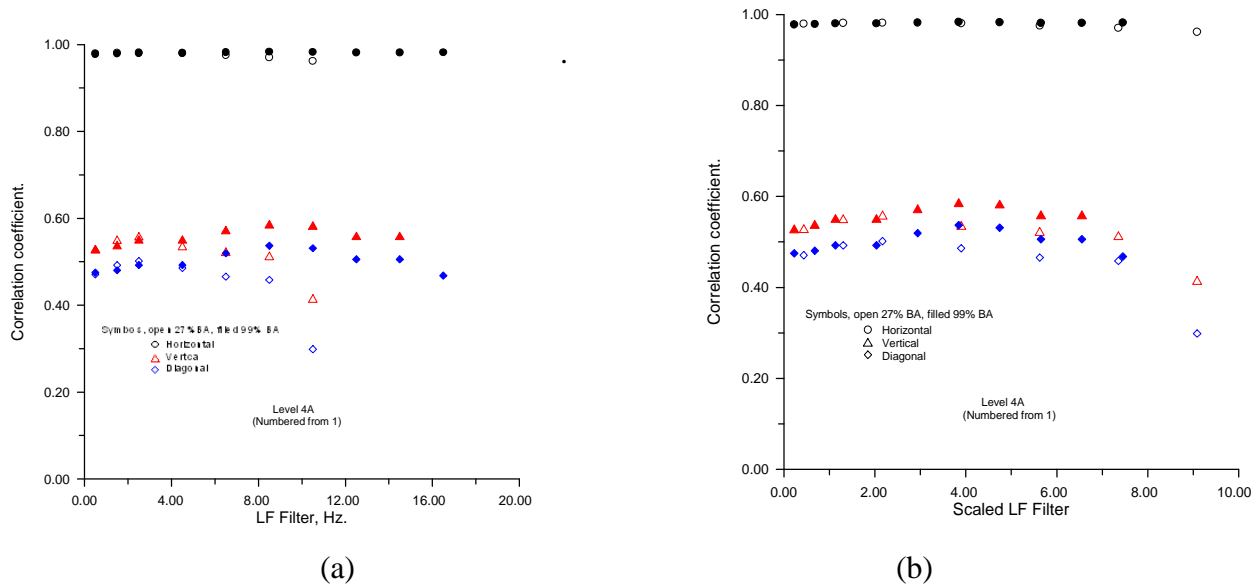 1.00
0.80
0.60
0.40
0.20
0.00
Correlation coefficient.
Symbols, open 27% BA, filled 99% BA
Horizontal
Vertca
Diagonal
Level 4A
(Numbered from 1)
0.00 4.00 8.00 12.00 16.00 20.00
LF Filter, Hz.
(a)
1.00
0.80
0.60
0.40
0.20
0.00
Correlation coefficient.
Symbols, open 27% BA, filled 99% BA
Horizontal
Vertical
Diagonal
Level 4A
(Numbered from 1)
0.00 2.00 4.00 6.00 8.00 10.00
Scaled LF Filter
(b)